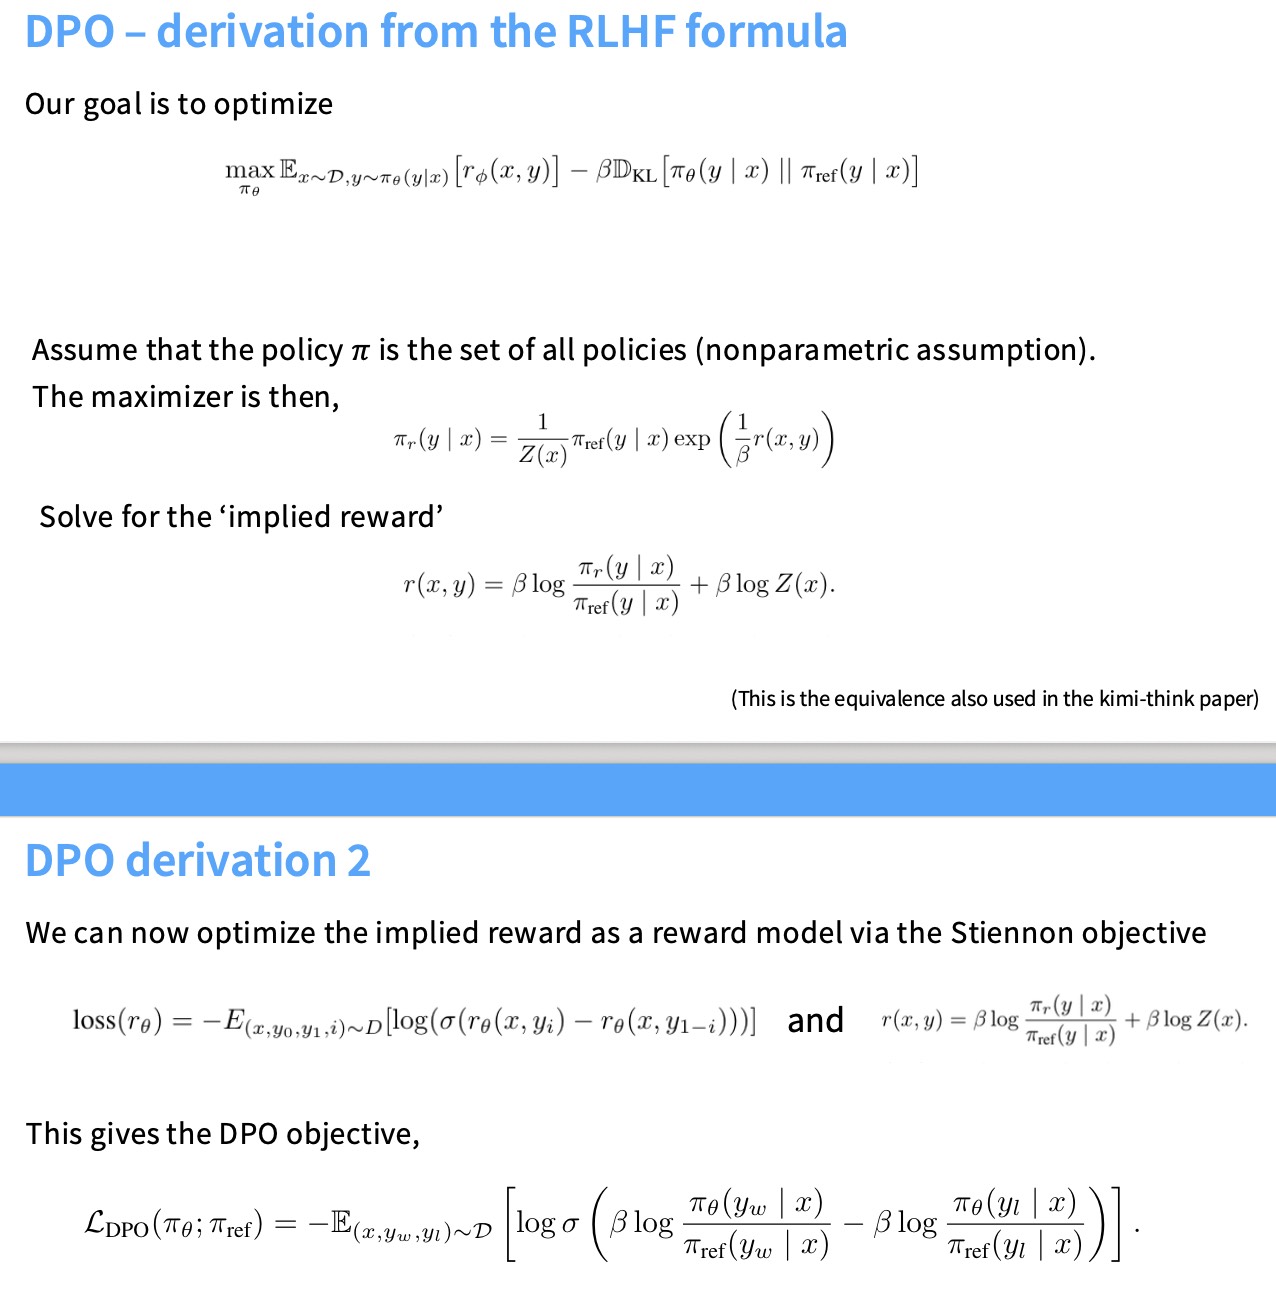 DPO – derivation from the RLHF formula
Our goal is to optimize
$\max_{\pi_\theta} \mathbb{E}_{x\sim\mathcal{D},y\sim\pi_\theta(y|x)}[r_\phi(x, y)] - \beta\mathbb{D}_{\text{KL}}[\pi_\theta(y \mid x) \,||\, \pi_{\text{ref}}(y \mid x)]$
Assume that the policy π is the set of all policies (nonparametric assumption).
The maximizer is then,
$\pi_r(y \mid x) = \frac{1}{Z(x)}\pi_{\text{ref}}(y \mid x)\exp\left(\frac{1}{\beta}r(x, y)\right)$
Solve for the ‘implied reward’
$r(x, y) = \beta\log\frac{\pi_r(y \mid x)}{\pi_{\text{ref}}(y \mid x)} + \beta\log Z(x).$
(This is the equivalence also used in the kimi-think paper)
DPO derivation 2
We can now optimize the implied reward as a reward model via the Stiennon objective
$\text{loss}(r_\theta) = -E_{(x,y_0,y_1,i)\sim D}[\log(\sigma(r_\theta(x, y_i) - r_\theta(x, y_{1-i})))]$ and $r(x, y) = \beta\log\frac{\pi_r(y \mid x)}{\pi_{\text{ref}}(y \mid x)} + \beta\log Z(x).$
This gives the DPO objective,
$\mathcal{L}_{\text{DPO}}(\pi_\theta; \pi_{\text{ref}}) = -\mathbb{E}_{(x,y_w,y_l)\sim\mathcal{D}}\left[\log\sigma\left(\beta\log\frac{\pi_\theta(y_w \mid x)}{\pi_{\text{ref}}(y_w \mid x)} - \beta\log\frac{\pi_\theta(y_l \mid x)}{\pi_{\text{ref}}(y_l \mid x)}\right)\right].$